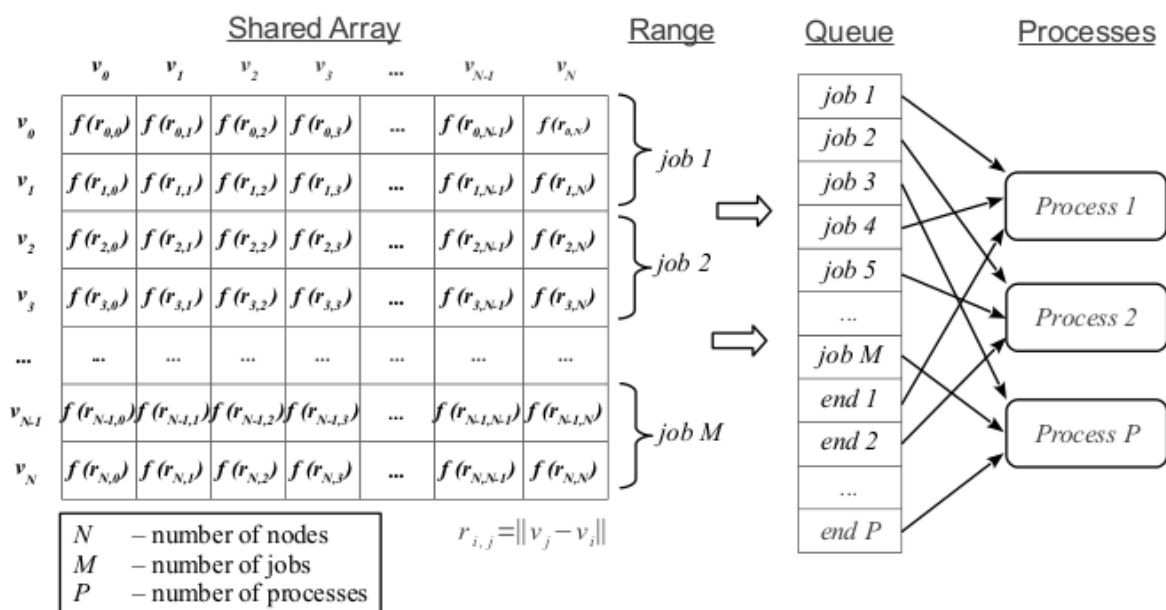 Shared Array Range Queue Processes
v0 v1 v2 v3 ... vN-1 vN
v0 f(r0,0) f(r0,1) f(r0,2) f(r0,3) ... f(r0,N-1) f(r0,N)
v1 f(r1,0) f(r1,1) f(r1,2) f(r1,3) ... f(r1,N-1) f(r1,N)
job 1
v2 f(r2,0) f(r2,1) f(r2,2) f(r2,3) ... f(r2,N-1) f(r2,N)
v3 f(r3,0) f(r3,1) f(r3,2) f(r3,3) ... f(r3,N-1) f(r3,N)
job 2
... ... ... ... ... ... ...
vN-1 f(rN-1,0) f(rN-1,1) f(rN-1,2) f(rN-1,3) ... f(rN-1,N-1) f(rN-1,N)
vN f(rN,0) f(rN,1) f(rN,2) f(rN,3) ... f(rN,N-1) f(rN,N)
job M
N – number of nodes
M – number of jobs
P – number of processes
ri,j=||vj−vi||
job 1
job 2
job 3
job 4
job 5
...
job M
end 1
end 2
...
end P
Process 1
Process 2
Process P